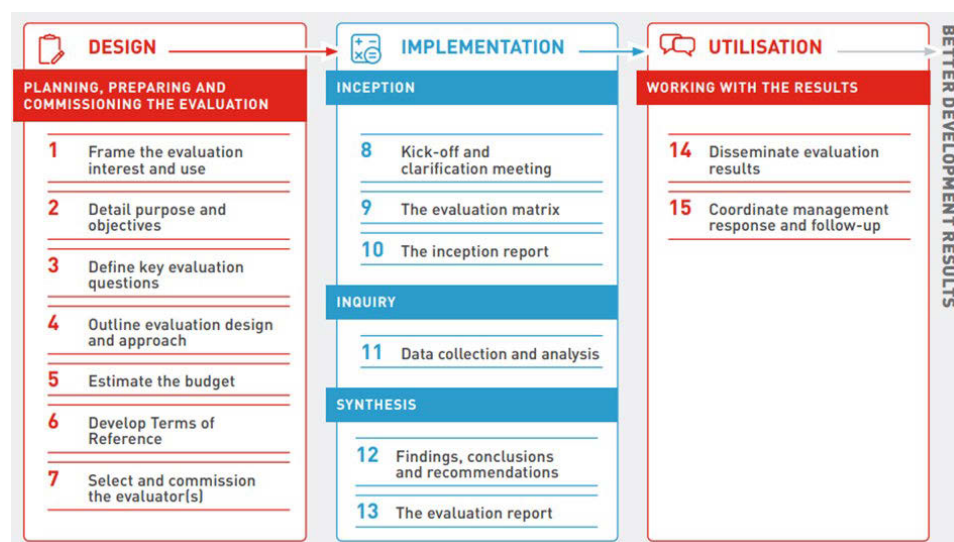 DESIGN
PLANNING, PREPARING AND
COMMISSIONING THE EVALUATION
1 Frame the evaluation
interest and use
2 Detail purpose and
objectives
3 Define key evaluation
questions
4 Outline evaluation design
and approach
5 Estimate the budget
6 Develop Terms of
Reference
7 Select and commission
the evaluator(s)
IMPLEMENTATION
INCEPTION
8 Kick-off and
clarification meeting
9 The evaluation matrix
10 The inception report
INQUIRY
11 Data collection and analysis
SYNTHESIS
12 Findings, conclusions
and recommendations
13 The evaluation report
UTILISATION
WORKING WITH THE RESULTS
14 Disseminate evaluation
results
15 Coordinate management
response and follow-up
BETTER DEVELOPMENT RESULTS